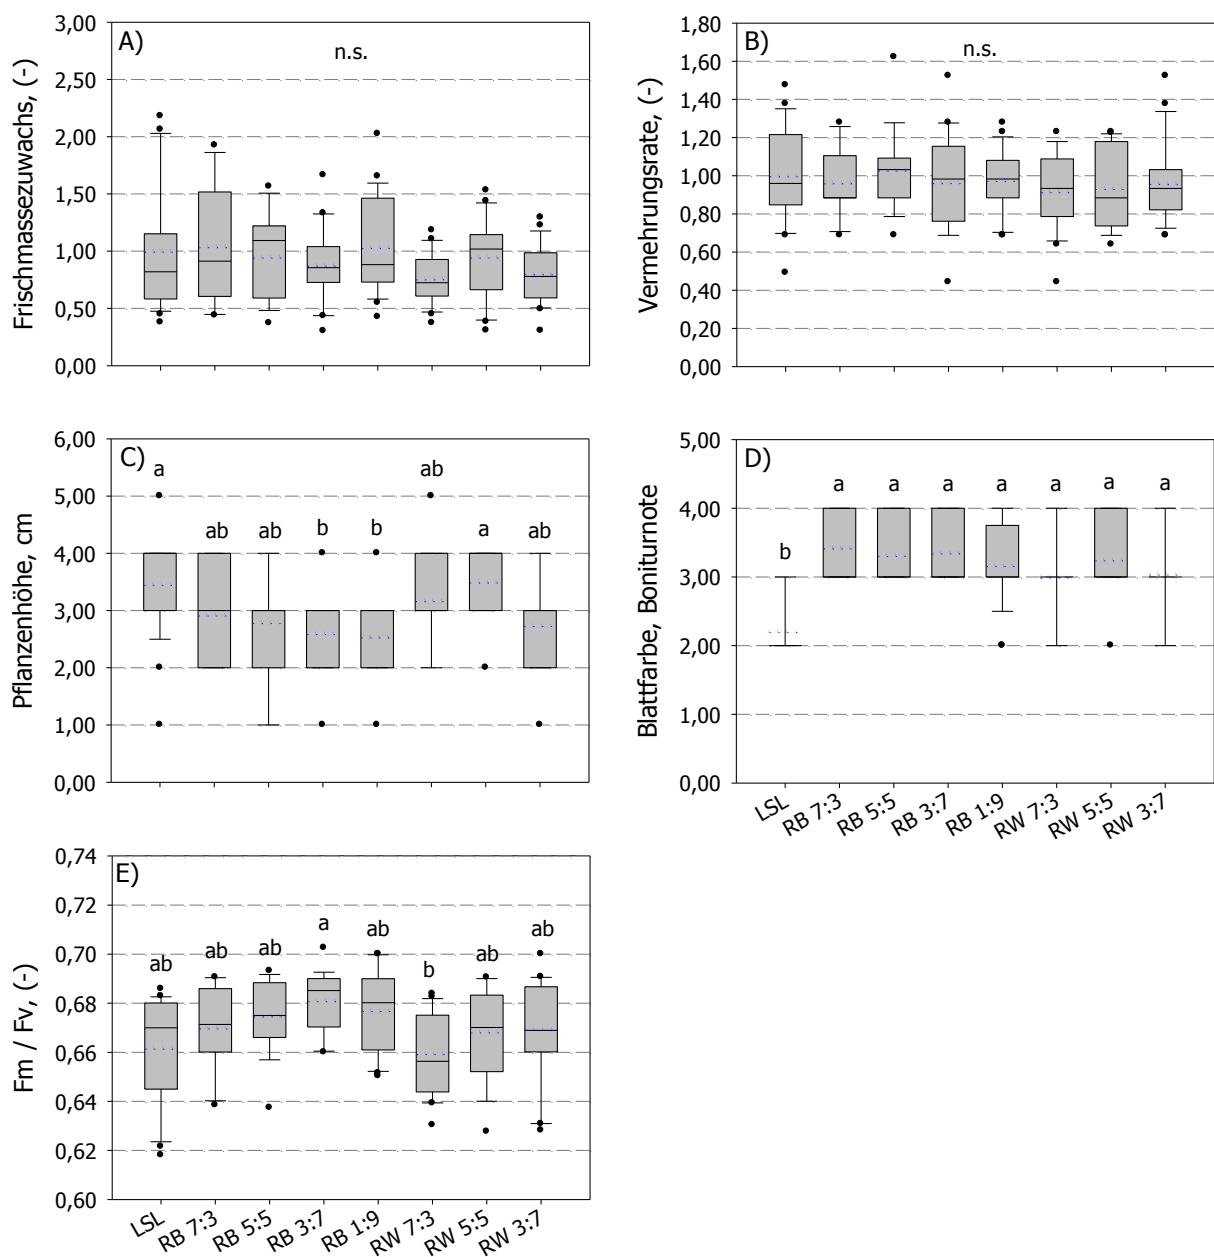 A)
n.s.
3,00
2,50
2,00
1,50
1,00
0,50
0,00
Frischmassezuwachs, (-)
B)
n.s.
1,80
1,60
1,40
1,20
1,00
0,80
0,60
0,40
0,20
0,00
Vermehrungsrate, (-)
C)
a ab ab b b ab a ab
6,00
5,00
4,00
3,00
2,00
1,00
0,00
Pflanzenhöhe, cm
D)
b a a a a a a a
5,00
4,00
3,00
2,00
1,00
0,00
Blattfarbe, Boniturnote
LSL RB 7:3 RB 5:5 RB 3:7 RB 1:9 RW 7:3 RW 5:5 RW 3:7
E)
ab ab ab a ab b ab ab
0,74
0,72
0,70
0,68
0,66
0,64
0,62
0,60
Fm / Fv, (-)
LSL RB 7:3 RB 5:5 RB 3:7 RB 1:9 RW 7:3 RW 5:5 RW 3:7